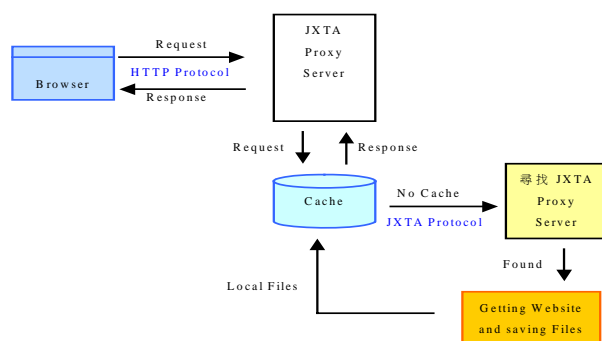 Request
HTTP Protocol
Response
Browser
JXTA
Proxy
Server
Request
Response
Cache
No Cache
JXTA Protocol
尋找 JXTA
Proxy
Server
Found
Local Files
Getting Website
and saving Files